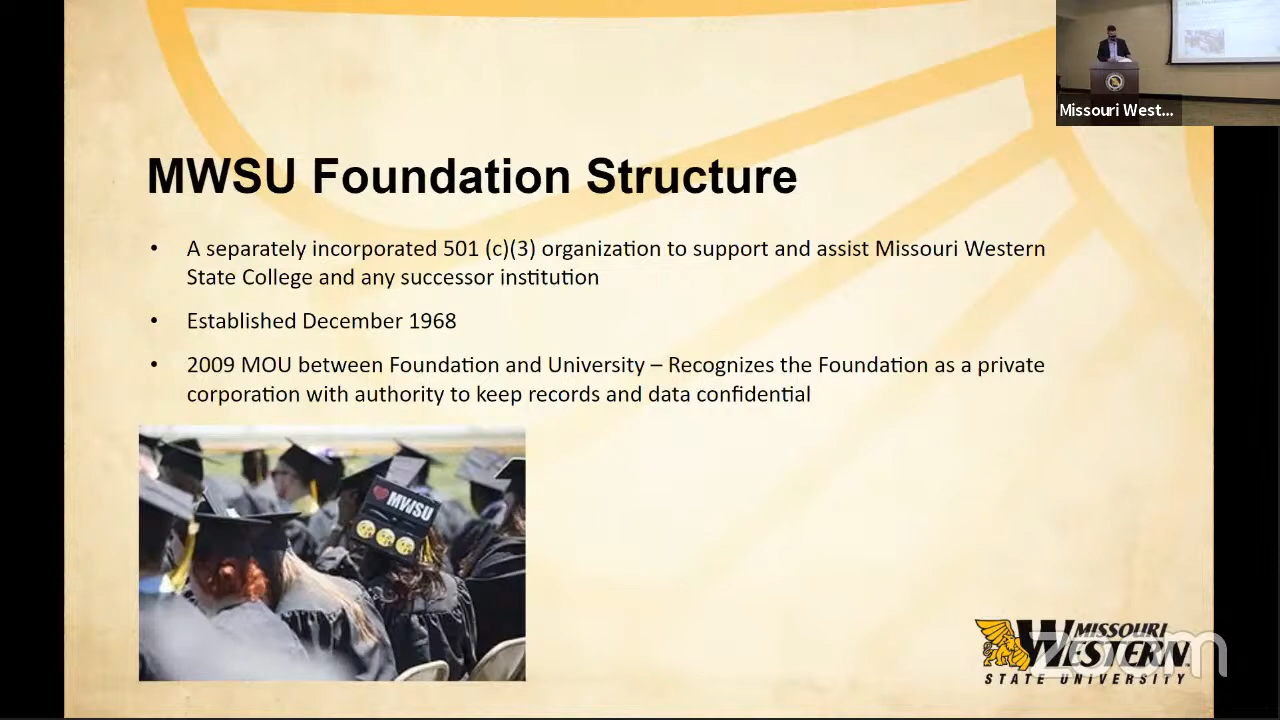 Missouri West...
MWSU Foundation Structure
• A separately incorporated 501 (c)(3) organization to support and assist Missouri Western
State College and any successor institution
• Established December 1968
• 2009 MOU between Foundation and University – Recognizes the Foundation as a private
corporation with authority to keep records and data confidential
MWSU
MISSOURI
WESTERN
STATE UNIVERSITY
zoom